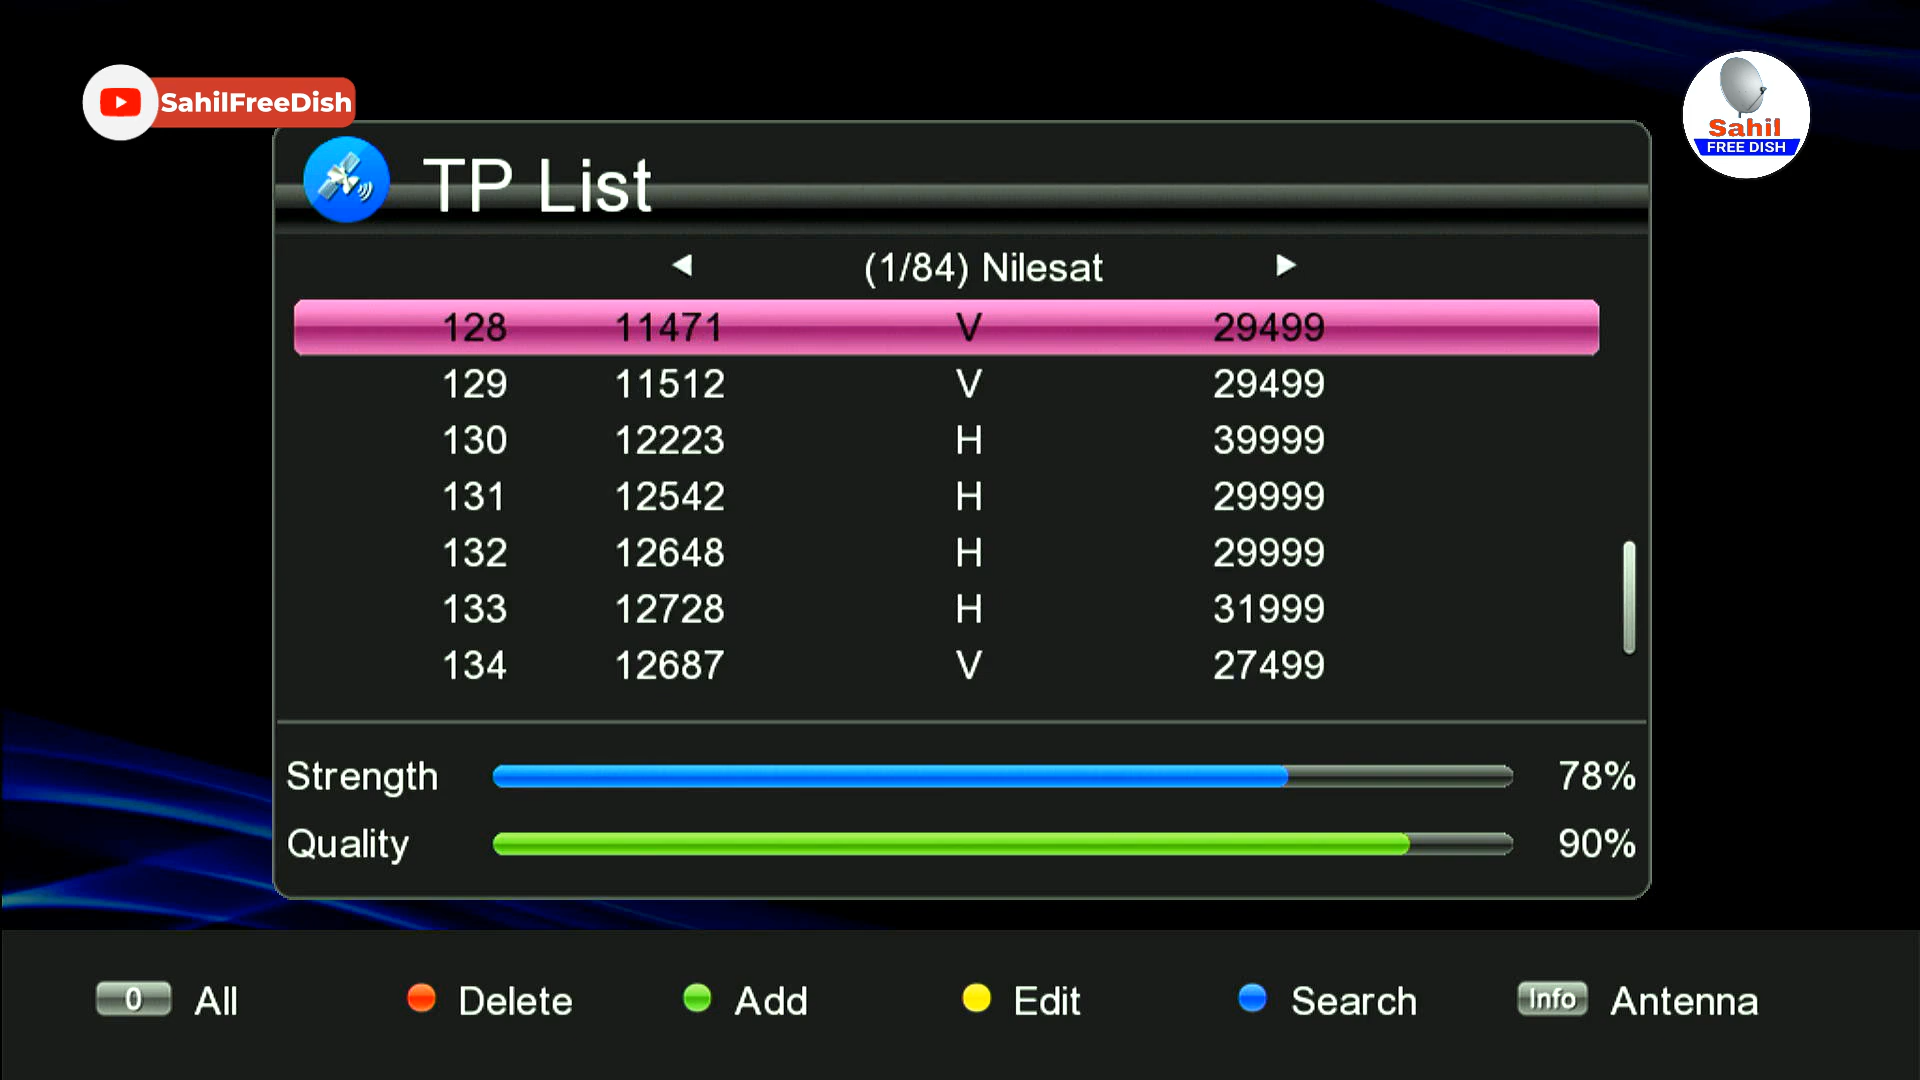 SahilFreeDish
Sahil
FREE DISH
TP List
(1/84) Nilesat
128 11471 V 29499
129 11512 V 29499
130 12223 H 39999
131 12542 H 29999
132 12648 H 29999
133 12728 H 31999
134 12687 V 27499
Strength 78%
Quality 90%
0 All Delete Add Edit Search Info Antenna